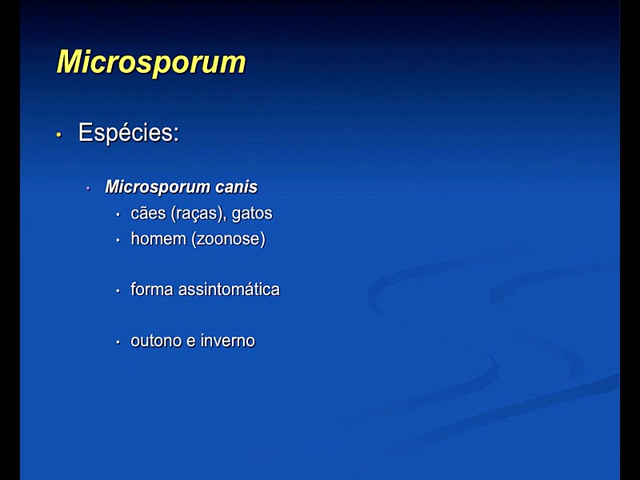 Microsporum
• Espécies:
• Microsporum canis
• cães (raças), gatos
• homem (zoonose)
• forma assintomática
• outono e inverno